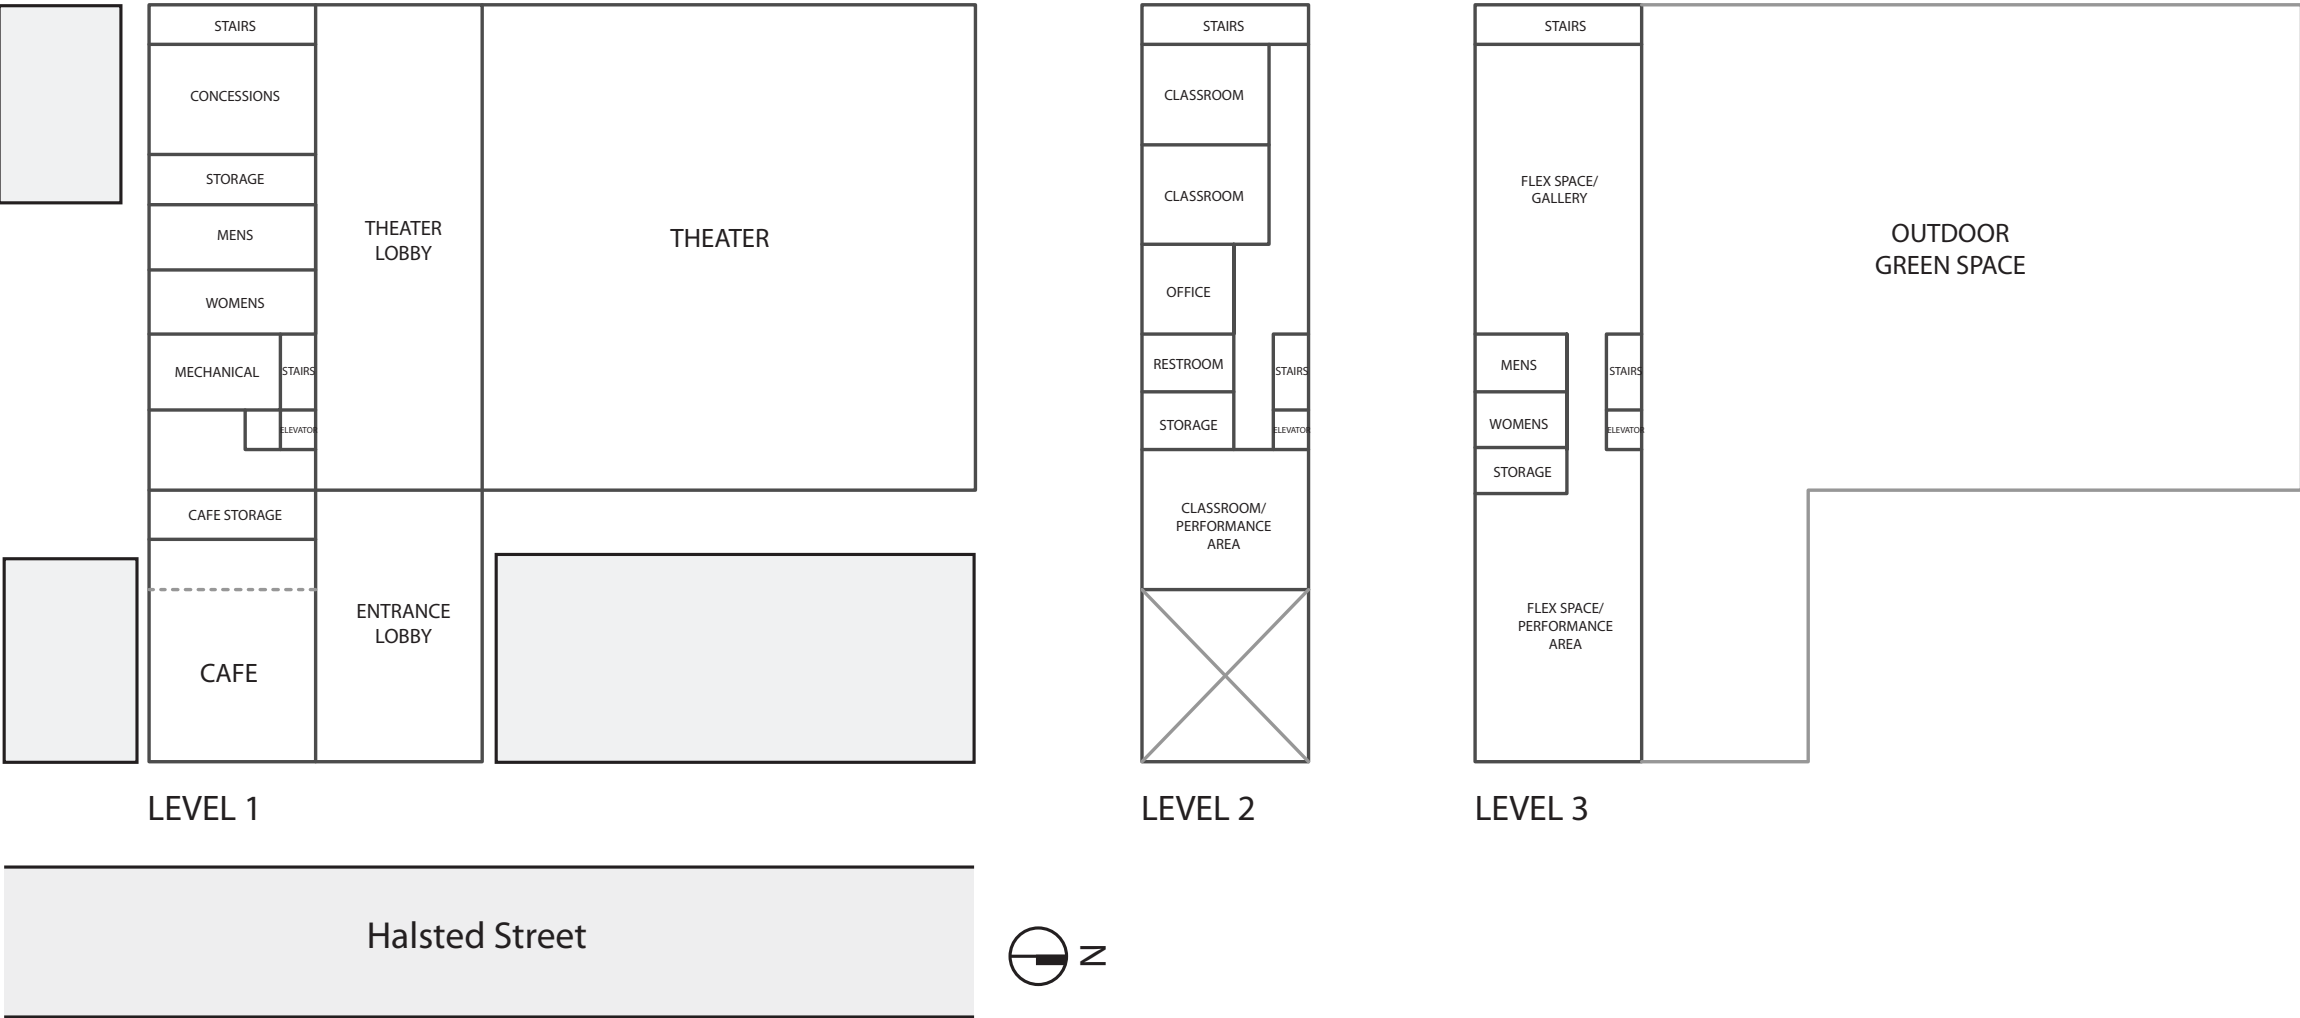 STAIRS
CONCESSIONS
STORAGE
MENS
WOMENS
MECHANICAL
STAIRS
ELEVATOR
CAFE STORAGE
CAFE
THEATER
LOBBY
ENTRANCE
LOBBY
THEATER
LEVEL 1
STAIRS
CLASSROOM
CLASSROOM
OFFICE
RESTROOM
STAIRS
STORAGE
ELEVATOR
CLASSROOM/
PERFORMANCE
AREA
LEVEL 2
STAIRS
FLEX SPACE/
GALLERY
MENS
STAIRS
WOMENS
ELEVATOR
STORAGE
FLEX SPACE/
PERFORMANCE
AREA
OUTDOOR
GREEN SPACE
LEVEL 3
Halsted Street
N